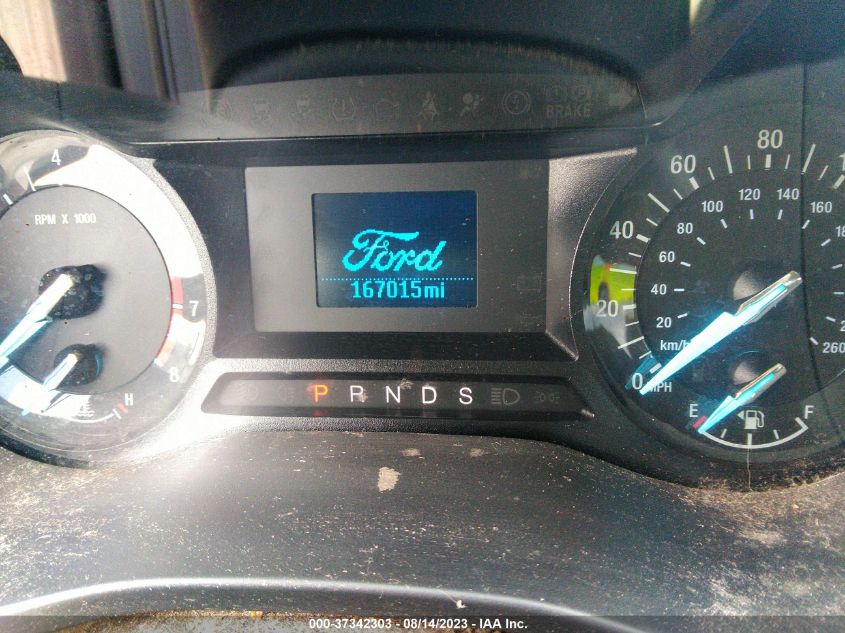 BRAKE
4
7
8
RPM X 1000
H
Ford
167015mi
P R N D S
0 20 40 60 80
20 40 60 80 100 120 140 160
260
km/h
MPH
E F
000-37342303 - 08/14/2023 - IAA Inc.